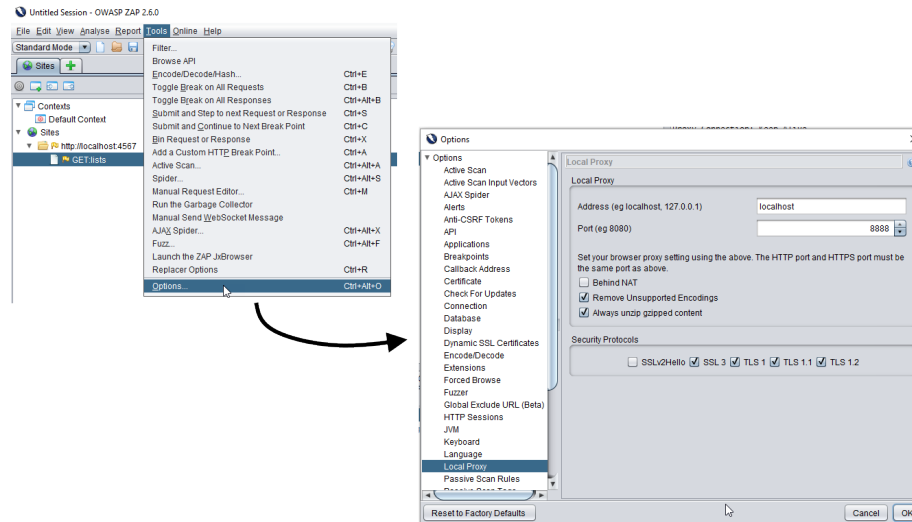 Untitled Session - OWASP ZAP 2.6.0
File Edit View Analyse Report Tools Online Help
Standard Mode
Sites
Contexts
Default Context
Sites
http://localhost:4567
GET:lists
Filter...
Browse API
Encode/Decode/Hash... Ctrl+E
Toggle Break on All Requests Ctrl+B
Toggle Break on All Responses Ctrl+Alt+B
Submit and Step to next Request or Response Ctrl+S
Submit and Continue to Next Break Point Ctrl+C
Bin Request or Response Ctrl+X
Add a Custom HTTP Break Point... Ctrl+A
Active Scan... Ctrl+Alt+A
Spider... Ctrl+Alt+S
Manual Request Editor... Ctrl+M
Run the Garbage Collector
Manual Send WebSocket Message
AJAX Spider... Ctrl+Alt+X
Fuzz... Ctrl+Alt+F
Launch the ZAP JxBrowser
Replacer Options Ctrl+R
Options... Ctrl+Alt+O
Options
Options
Active Scan
Active Scan Input Vectors
AJAX Spider
Alerts
Anti-CSRF Tokens
API
Applications
Breakpoints
Callback Address
Certificate
Check For Updates
Connection
Database
Display
Dynamic SSL Certificates
Encode/Decode
Extensions
Forced Browse
Fuzzer
Global Exclude URL (Beta)
HTTP Sessions
JVM
Keyboard
Language
Local Proxy
Passive Scan Rules
Local Proxy
Local Proxy
Address (eg localhost, 127.0.0.1) localhost
Port (eg 8080) 8888
Set your browser proxy setting using the above. The HTTP port and HTTPS port must be
the same port as above.
Behind NAT
Remove Unsupported Encodings
Always unzip gzipped content
Security Protocols
SSLv2Hello SSL 3 TLS 1 TLS 1.1 TLS 1.2
Reset to Factory Defaults Cancel OK